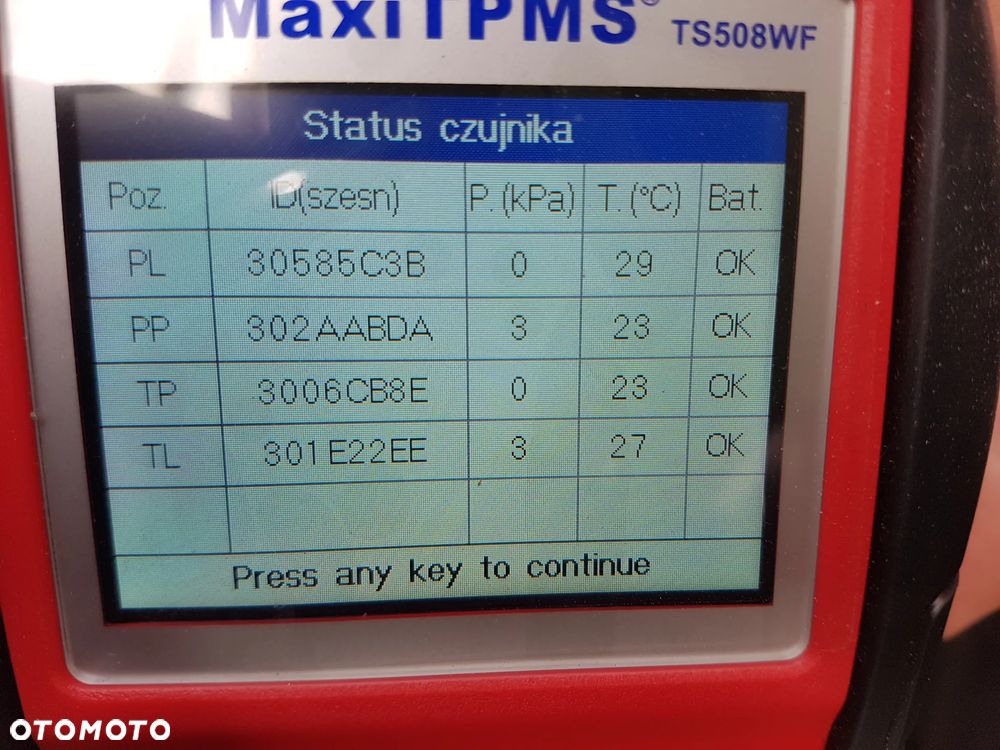 MaxiTPMS® TS508WF
Status czujnika
Poz. ID(szesn) P. (kPa) T. (°C) Bat.
PL 30585C3B 0 29 OK
PP 302AABDA 3 23 OK
TP 3006CB8E 0 23 OK
TL 301E22EE 3 27 OK
Press any key to continue
OTOMOTO